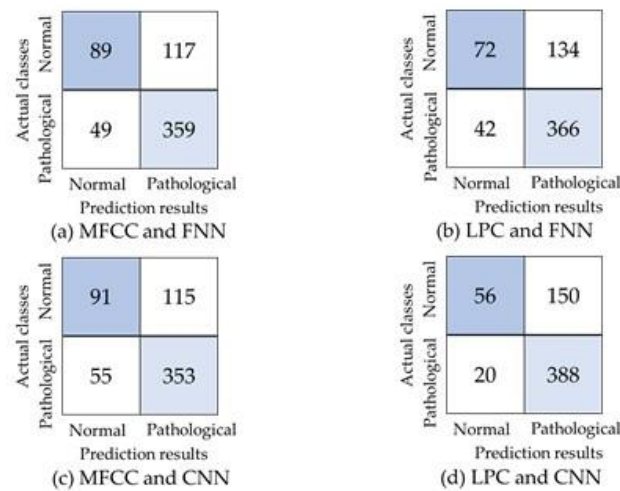 Actual classes
Normal
Pathological
89 117
49 359
Normal Pathological
Prediction results
(a) MFCC and FNN
Actual classes
Normal
Pathological
72 134
42 366
Normal Pathological
Prediction results
(b) LPC and FNN
Actual classes
Normal
Pathological
91 115
55 353
Normal Pathological
Prediction results
(c) MFCC and CNN
Actual classes
Normal
Pathological
56 150
20 388
Normal Pathological
Prediction results
(d) LPC and CNN